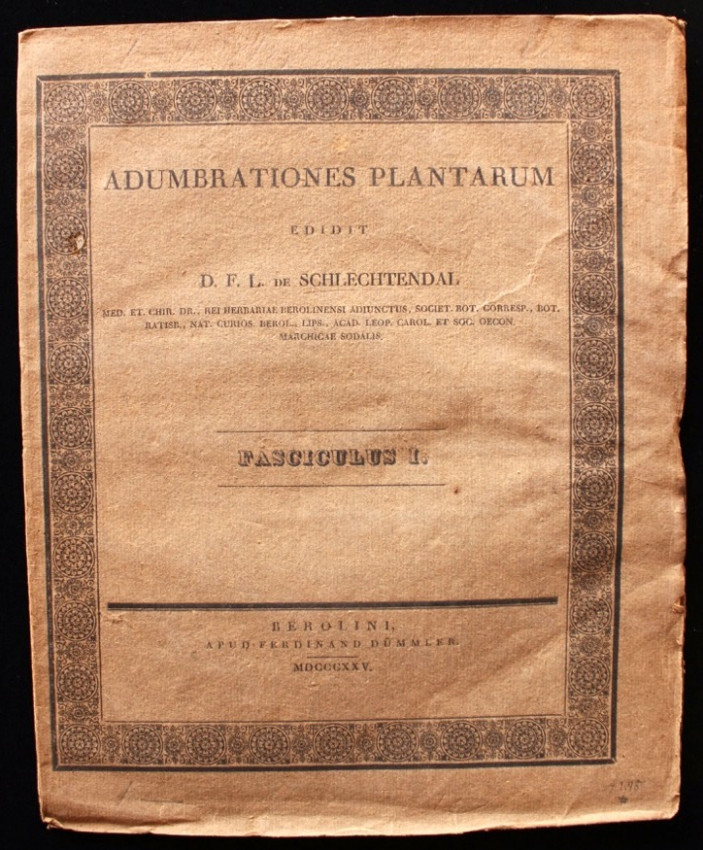 ADUMBRATIONES PLANTARUM
EDIDIT
D. F. L. DE SCHLECHTENDAL
MED. ET. CHIR. DR., REI HERBARIAE BEROLINENSI ADIUNCTUS, SOCIET. BOT. CORRESP., BOT.
RATISB., NAT. CURIOS. BEROL., LIPS., ACAD. LEOP. CAROL. ET SOC. OECON.
MARCHICAE SODALIS.
FASCICULUS I.
BEROLINI,
APUD FERDINAND DÜMMLER.
MDCCCXXV.